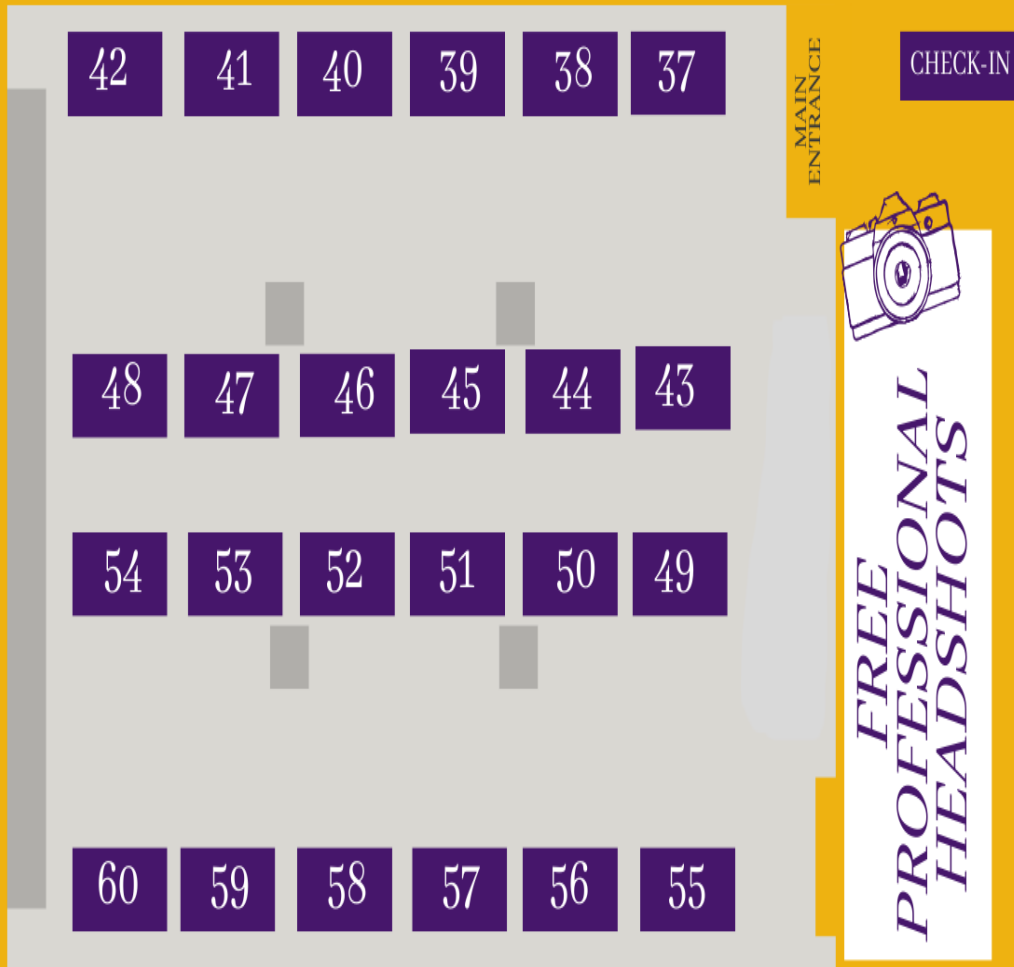 42 41 40 39 38 37
MAIN
ENTRANCE
CHECK-IN
48 47 46 45 44 43
54 53 52 51 50 49
60 59 58 57 56 55
FREE
PROFESSIONAL
HEADSHOTS